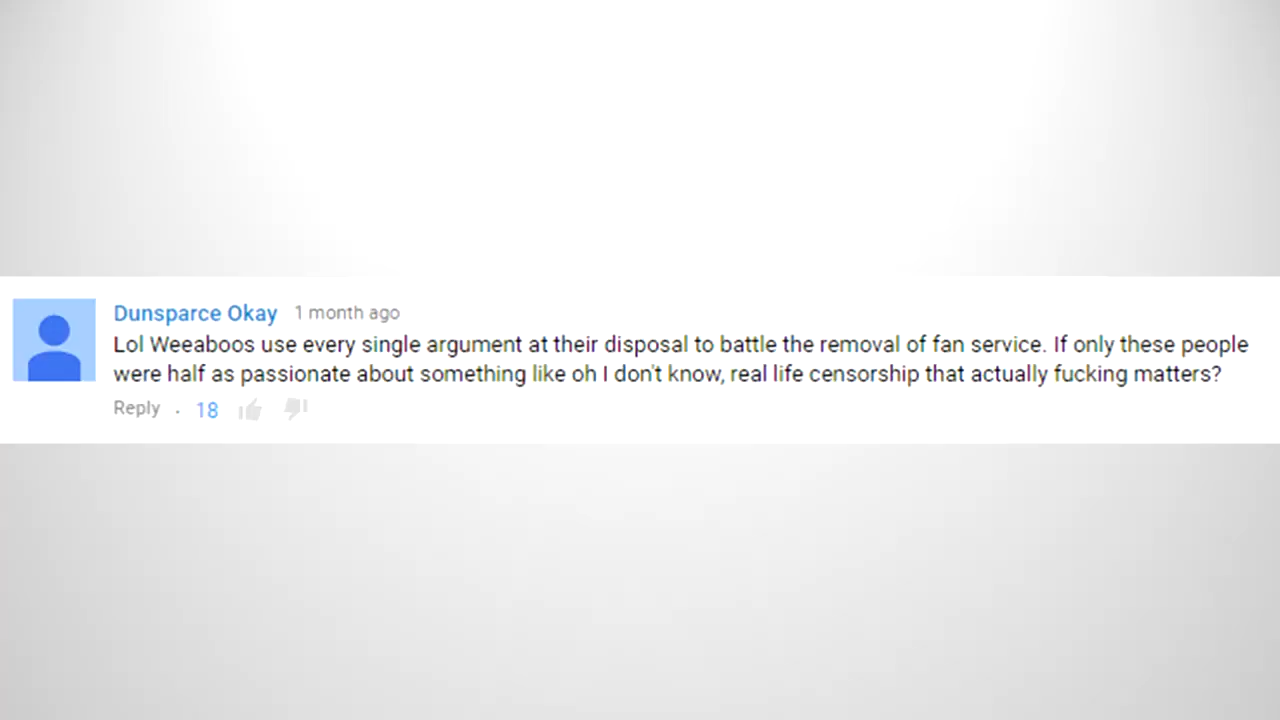 Dunsparce Okay 1 month ago
Lol Weeaboos use every single argument at their disposal to battle the removal of fan service. If only these people
were half as passionate about something like oh I don't know, real life censorship that actually fucking matters?
Reply · 18